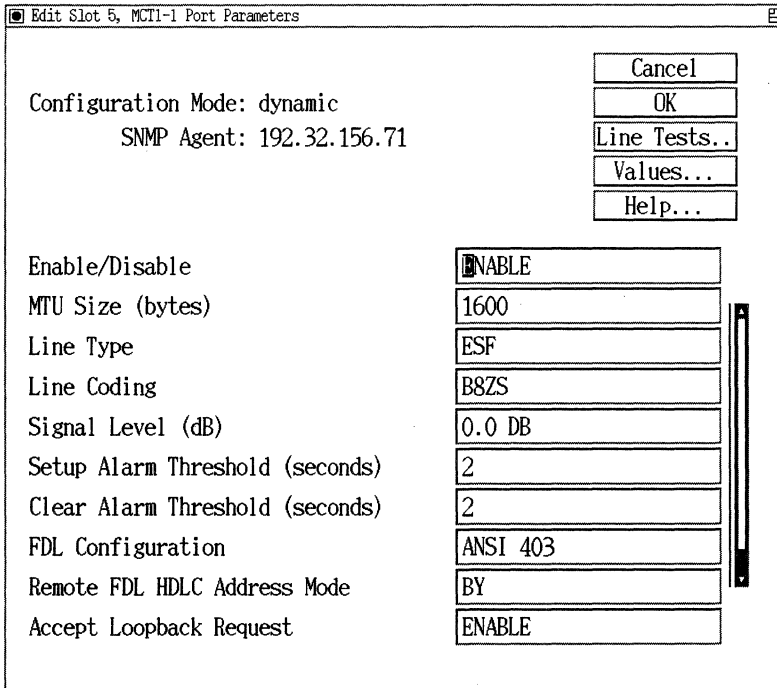 Edit Slot 5, MCT1-1 Port Parameters
Cancel
Configuration Mode: dynamic
OK
SNMP Agent: 192.32.156.71
Line Tests..
Values...
Help...
Enable/Disable ENABLE
MTU Size (bytes) 1600
Line Type ESF
Line Coding B8ZS
Signal Level (dB) 0.0 DB
Setup Alarm Threshold (seconds) 2
Clear Alarm Threshold (seconds) 2
FDL Configuration ANSI 403
Remote FDL HDLC Address Mode BY
Accept Loopback Request ENABLE